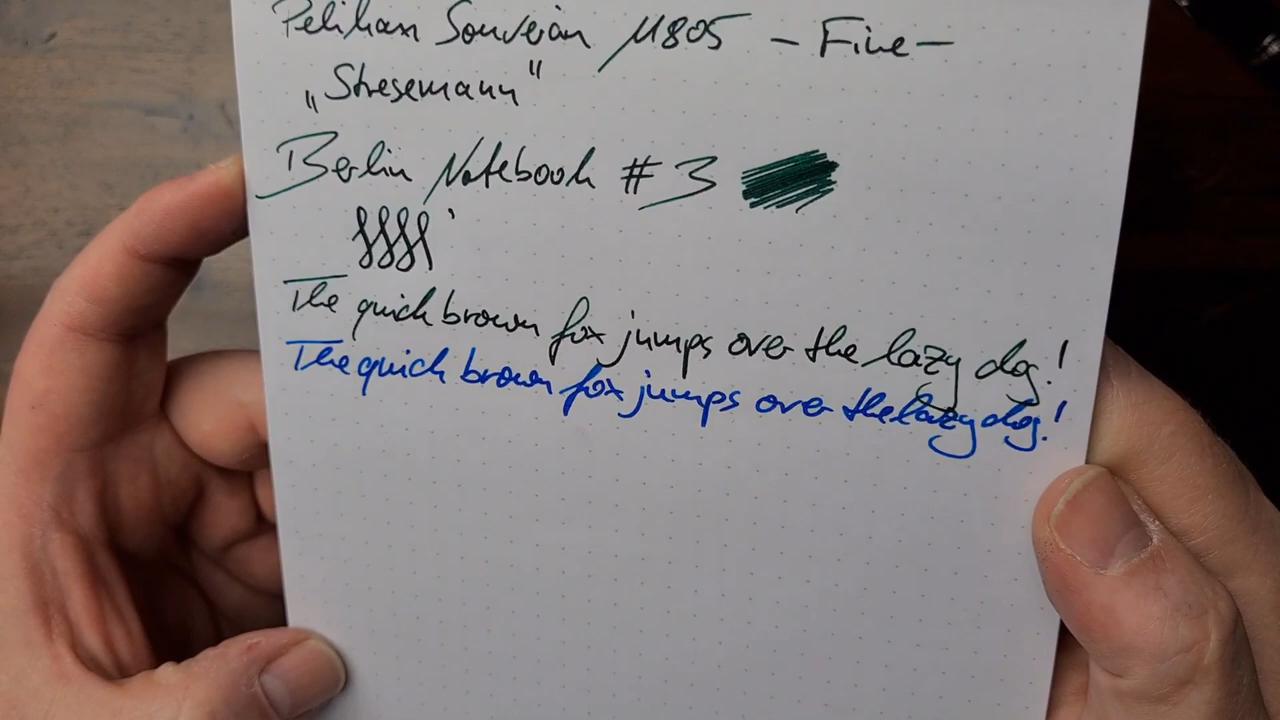 Pelikan Souverän M805 – Fine –
„Stresemann"
Berlin Notebook #3
The quick brown fox jumps over the lazy dog!
The quick brown fox jumps over the lazy dog!